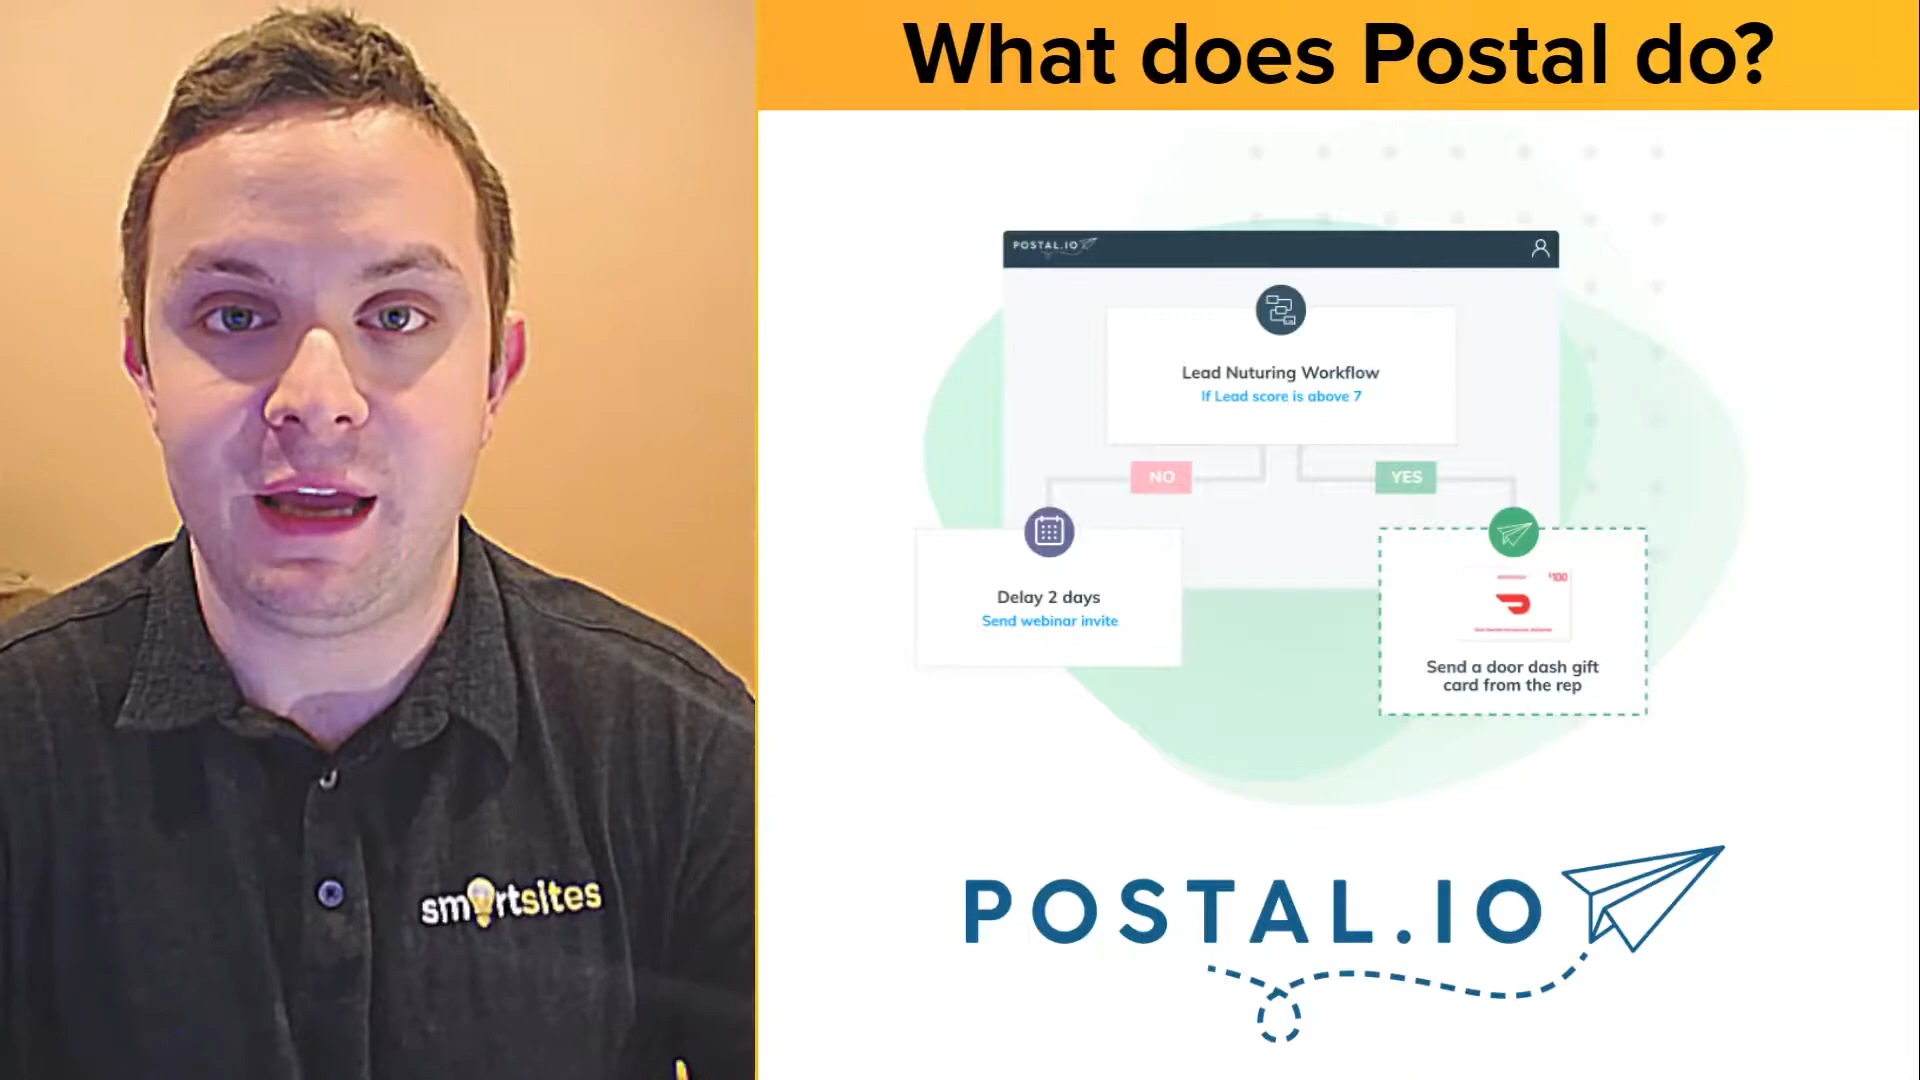 What does Postal do?
POSTAL.IO
Lead Nuturing Workflow
If Lead score is above 7
NO
YES
Delay 2 days
Send webinar invite
$100
Send a door dash gift
card from the rep
smartsites
POSTAL.IO